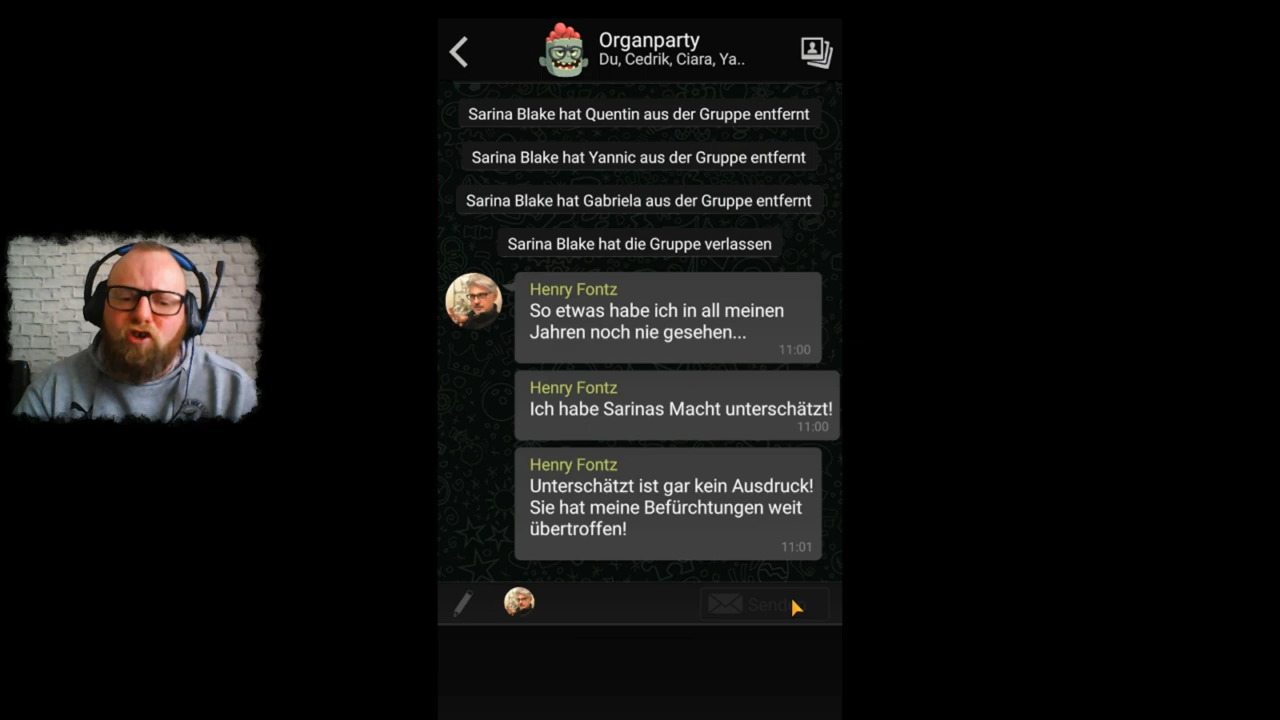 Organparty
Du, Cedrik, Ciara, Ya..
Sarina Blake hat Quentin aus der Gruppe entfernt
Sarina Blake hat Yannic aus der Gruppe entfernt
Sarina Blake hat Gabriela aus der Gruppe entfernt
Sarina Blake hat die Gruppe verlassen
Henry Fontz
So etwas habe ich in all meinen
Jahren noch nie gesehen...
11:00
Henry Fontz
Ich habe Sarinas Macht unterschätzt!
11:00
Henry Fontz
Unterschätzt ist gar kein Ausdruck!
Sie hat meine Befürchtungen weit
übertroffen!
11:01